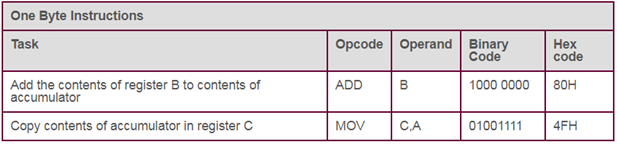 One Byte Instructions
Task Opcode Operand Binary Code Hex code
Add the contents of register B to contents of accumulator ADD B 1000 0000 80H
Copy contents of accumulator in register C MOV C,A 01001111 4FH